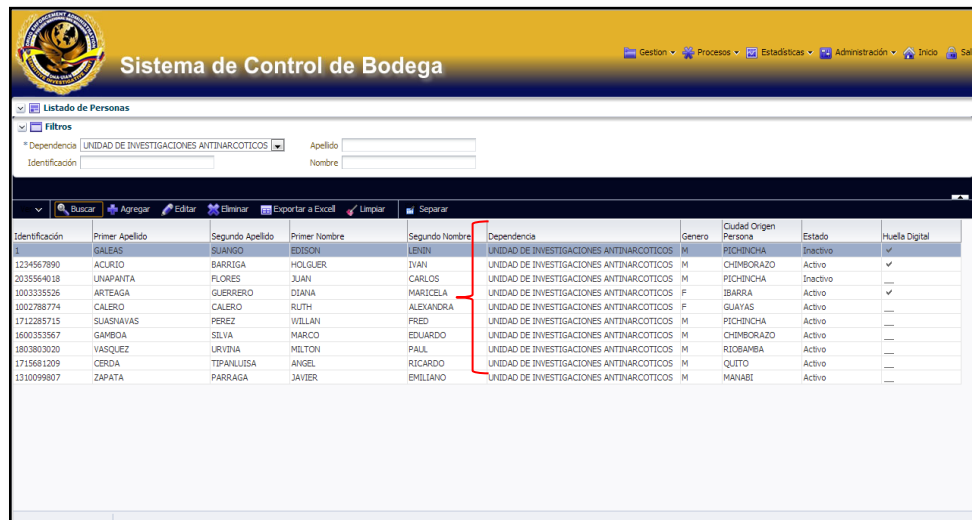 Gestion Procesos Estadísticas Administración Inicio Sal
Sistema de Control de Bodega
Listado de Personas
Filtros
* Dependencia UNIDAD DE INVESTIGACIONES ANTINARCOTICOS Apellido
Identificación Nombre
Buscar Agregar Editar Eliminar Exportar a Excell Limpiar Separar
Identificación Primer Apellido Segundo Apellido Primer Nombre Segundo Nombre Dependencia Genero Ciudad Origen Persona Estado Huella Digital
1 GALEAS SUANGO EDISON LENIN UNIDAD DE INVESTIGACIONES ANTINARCOTICOS M PICHINCHA Inactivo
1234567890 ACURIO BARRIGA HOLGUER IVAN UNIDAD DE INVESTIGACIONES ANTINARCOTICOS M CHIMBORAZO Activo
2035564018 UNAPANTA FLORES JUAN CARLOS UNIDAD DE INVESTIGACIONES ANTINARCOTICOS M PICHINCHA Inactivo
1003335526 ARTEAGA GUERRERO DIANA MARICELA UNIDAD DE INVESTIGACIONES ANTINARCOTICOS F IBARRA Activo
1002788774 CALERO CALERO RUTH ALEXANDRA UNIDAD DE INVESTIGACIONES ANTINARCOTICOS F GUAYAS Activo
1712285715 SUASNAVAS PEREZ WILLAN FRED UNIDAD DE INVESTIGACIONES ANTINARCOTICOS M PICHINCHA Activo
1600353567 GAMBOA SILVA MARCO EDUARDO UNIDAD DE INVESTIGACIONES ANTINARCOTICOS M CHIMBORAZO Activo
1803803020 VASQUEZ URVINA MILTON PAUL UNIDAD DE INVESTIGACIONES ANTINARCOTICOS M RIOBAMBA Activo
1715681209 CERDA TIPANLUISA ANGEL RICARDO UNIDAD DE INVESTIGACIONES ANTINARCOTICOS M QUITO Activo
1310099807 ZAPATA PARRAGA JAVIER EMILIANO UNIDAD DE INVESTIGACIONES ANTINARCOTICOS M MANABI Activo